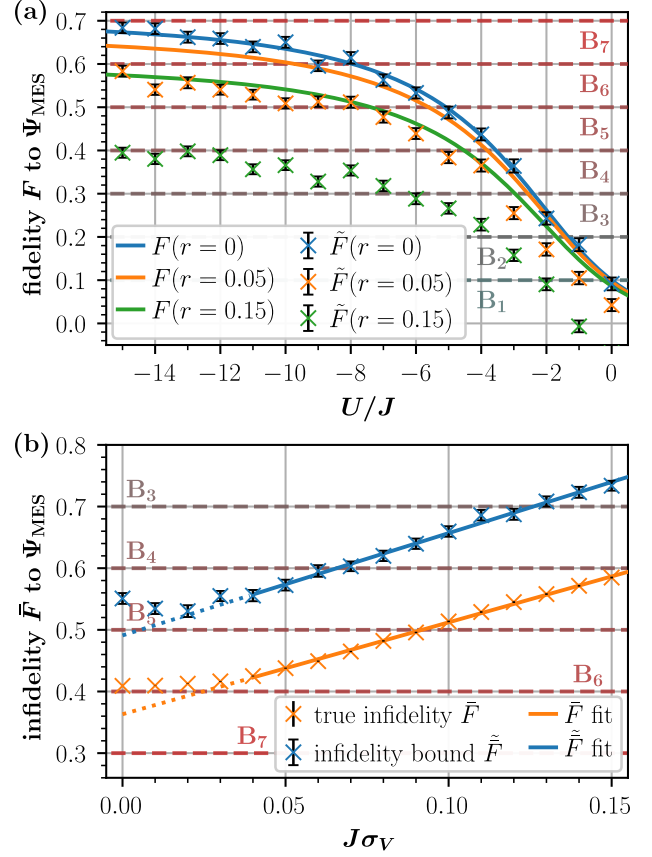 (a)
0.7
0.6
0.5
0.4
0.3
0.2
0.1
0.0
fidelity F to Ψ_MES
B₇
B₆
B₅
B₄
B₃
B₂
B₁
F(r = 0)
F(r = 0.05)
F(r = 0.15)
F̃(r = 0)
F̃(r = 0.05)
F̃(r = 0.15)
−14 −12 −10 −8 −6 −4 −2 0
U/J
(b)
0.8
0.7
0.6
0.5
0.4
0.3
infidelity F̄ to Ψ_MES
B₃
B₄
B₅
B₆
B₇
true infidelity F̄
infidelity bound F̄̃
F̄ fit
F̄̃ fit
0.00 0.05 0.10 0.15
Jσ_V